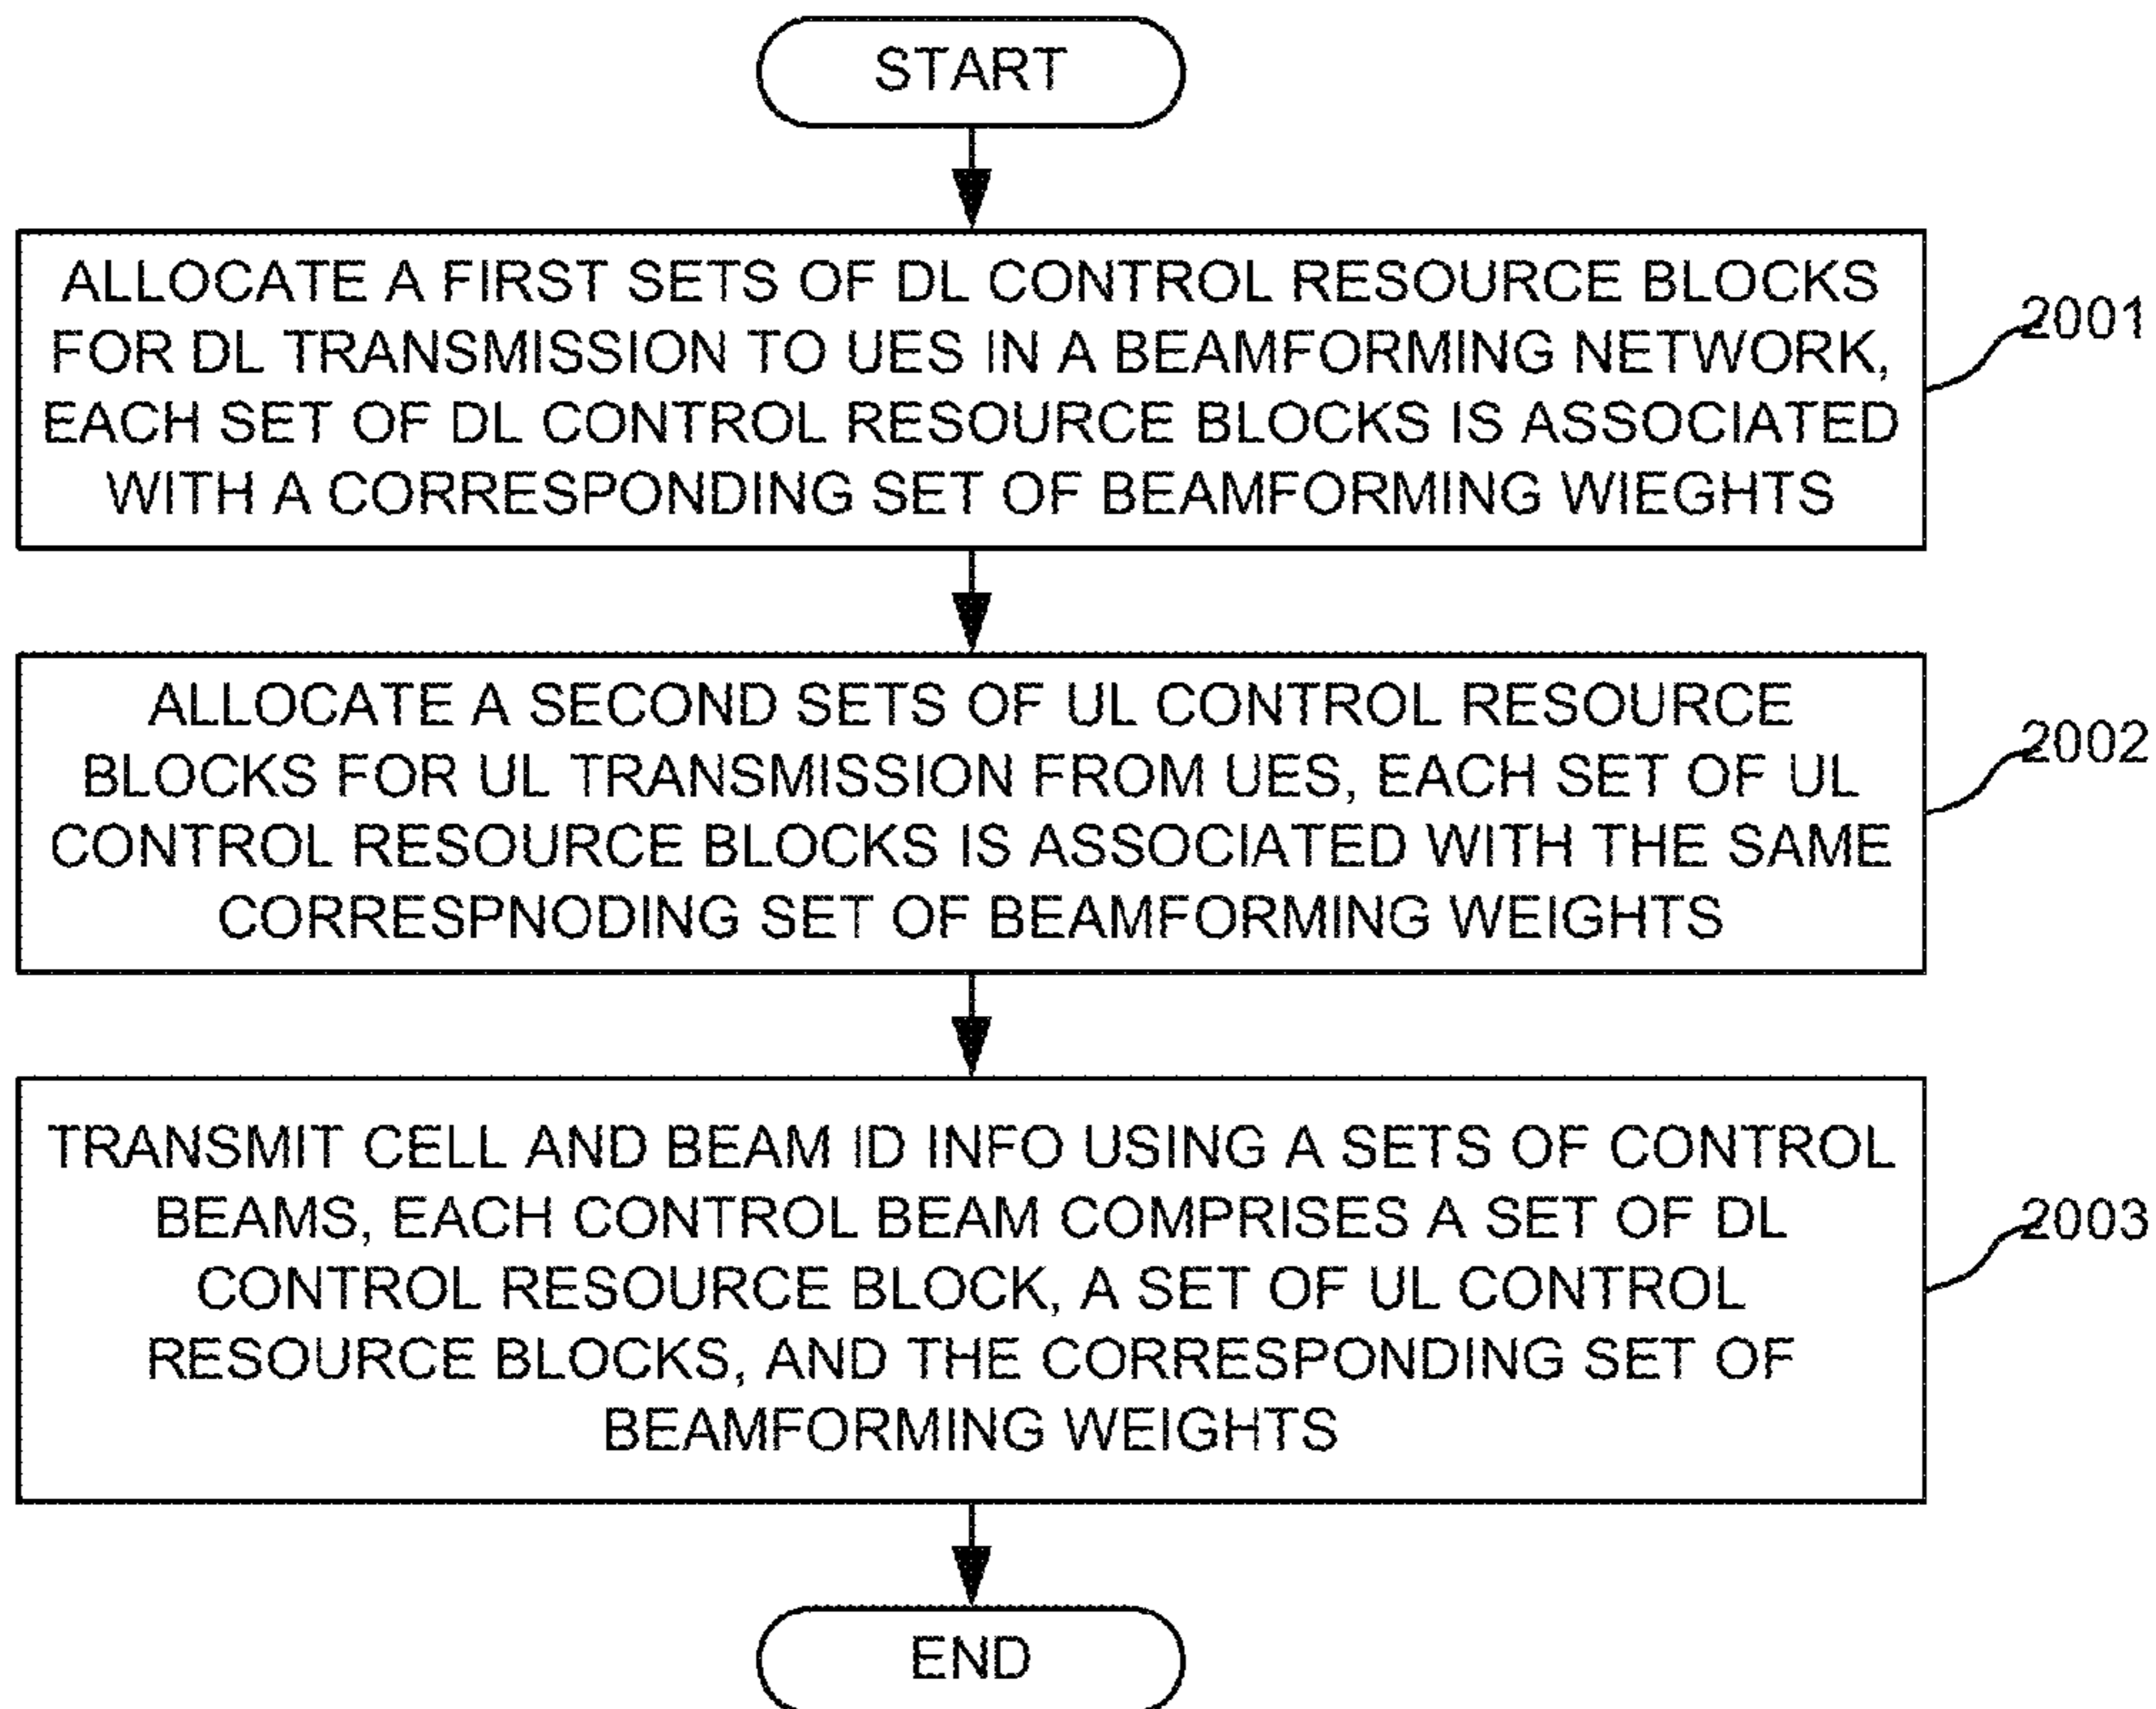 START
ALLOCATE A FIRST SETS OF DL CONTROL RESOURCE BLOCKS
FOR DL TRANSMISSION TO UES IN A BEAMFORMING NETWORK,
EACH SET OF DL CONTROL RESOURCE BLOCKS IS ASSOCIATED
WITH A CORRESPONDING SET OF BEAMFORMING WIEGHTS
2001
ALLOCATE A SECOND SETS OF UL CONTROL RESOURCE
BLOCKS FOR UL TRANSMISSION FROM UES, EACH SET OF UL
CONTROL RESOURCE BLOCKS IS ASSOCIATED WITH THE SAME
CORRESPNODING SET OF BEAMFORMING WEIGHTS
2002
TRANSMIT CELL AND BEAM ID INFO USING A SETS OF CONTROL
BEAMS, EACH CONTROL BEAM COMPRISES A SET OF DL
CONTROL RESOURCE BLOCK, A SET OF UL CONTROL
RESOURCE BLOCKS, AND THE CORRESPONDING SET OF
BEAMFORMING WEIGHTS
2003
END